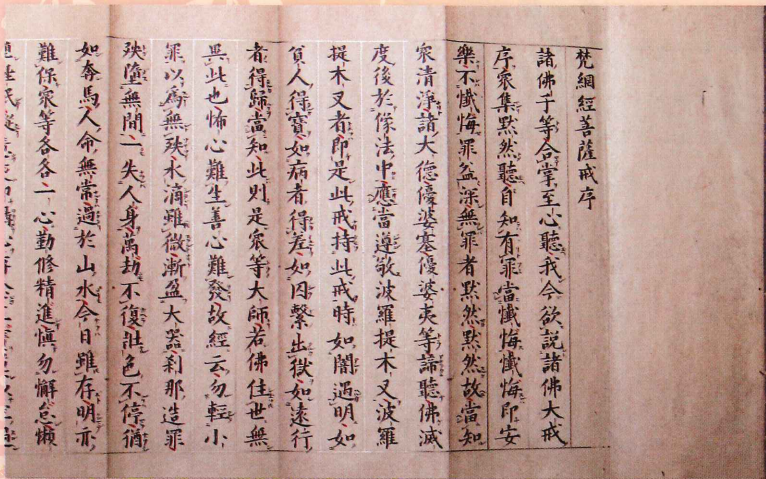 梵網經菩薩戒序
諸佛子等合掌至心聽我今欲説諸佛大戒
序衆集黙然聽自知有罪當懺悔懺悔即安
樂不懺悔罪益深無罪者黙然黙然故當知
衆清淨諸大徳優婆塞優婆夷等諦聽佛滅
度後於像法中應當遵敬波羅提木叉波羅
提木叉者即是此戒持此戒時如闇遇明如
貧人得寶如病者得差如囚繫出獄如遠行
者得歸當知此則是衆等大師若佛住世無
異此也怖心難生善心難發故經云勿輕小
罪以爲無殃水滴雖微漸盈大器刹那造罪
殃墮無間一失人身萬劫不復壯色不停猶
如奔馬人命無常過於山水今日雖存明亦
難保衆等各各一心勤修精進慎勿懈怠懶